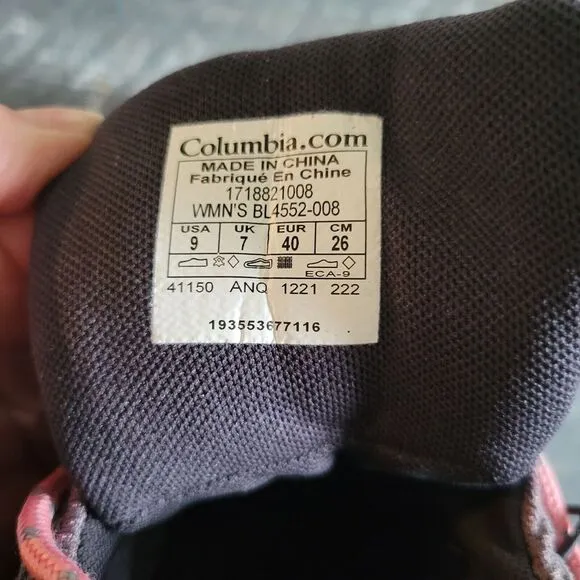 Columbia.com
MADE IN CHINA
Fabriqué En Chine
1718821008
WMN'S BL4552-008
USA UK EUR CM
9 7 40 26
ECA-9
41150 ANQ 1221 222
193553677116